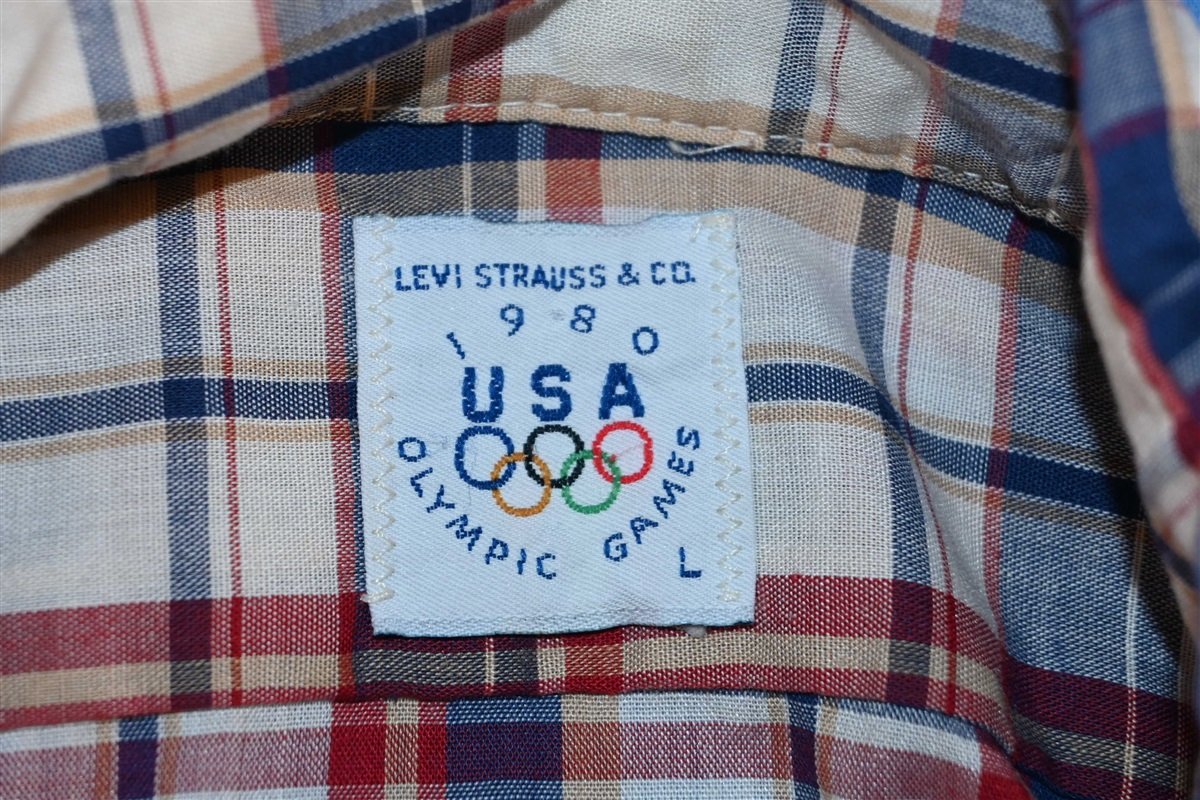 LEVI STRAUSS & CO.
1980
USA
OLYMPIC GAMES
L